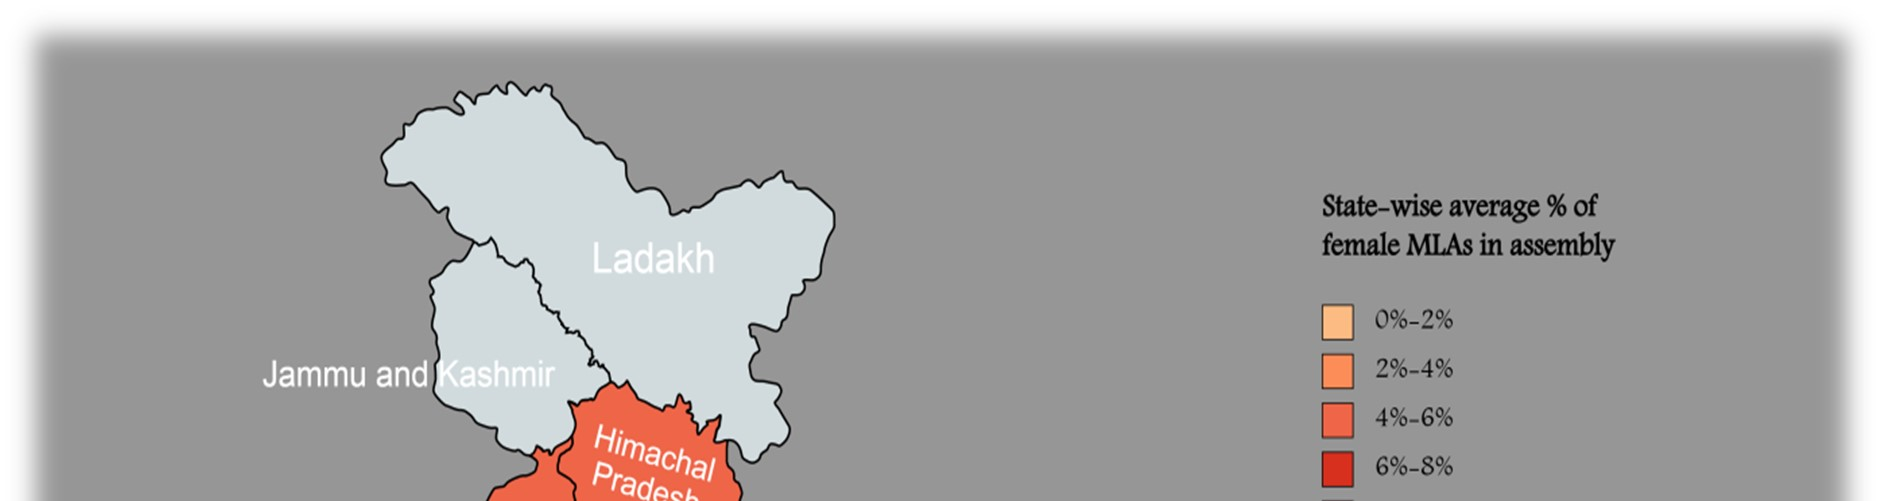 Ladakh
Jammu and Kashmir
Himachal
Pradesh
State-wise average % of
female MLAs in assembly
0%-2%
2%-4%
4%-6%
6%-8%